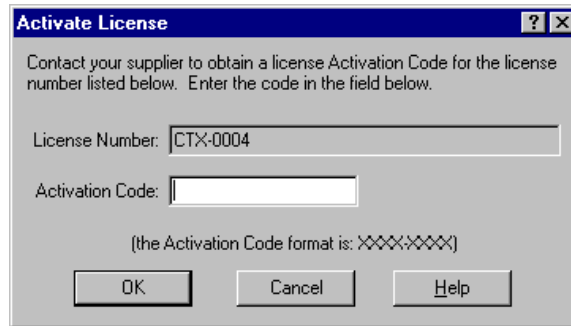 Activate License
? X
Contact your supplier to obtain a license Activation Code for the license
number listed below. Enter the code in the field below.
License Number: CTX-0004
Activation Code:
(the Activation Code format is: XXXX-XXXX)
OK Cancel Help